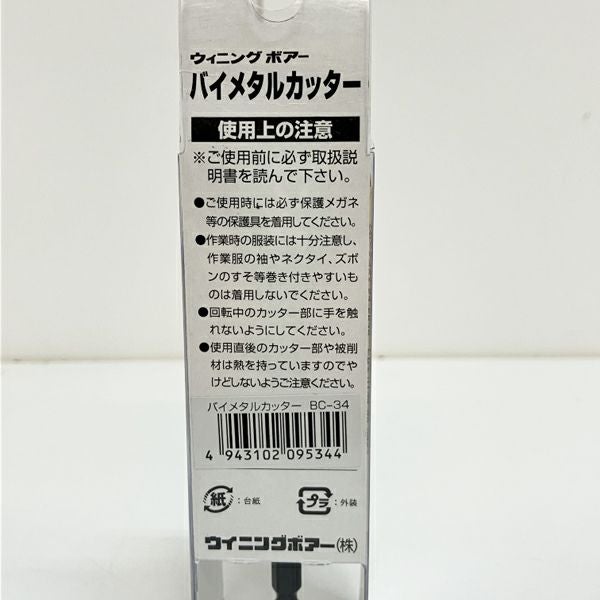 ウィニング ボアー
バイメタルカッター
使用上の注意
※ご使用前に必ず取扱説
明書を読んで下さい。
●ご使用時には必ず保護メガネ
等の保護具を着用してください。
●作業時の服装には十分注意し、
作業服の袖やネクタイ、ズボ
ンのすそ等巻き付きやすいも
のは着用しないでください。
●回転中のカッター部に手を触
れないようにしてください。
●使用直後のカッター部や被削
材は熱を持っていますのでや
けどしないようご注意ください。
バイメタルカッター BC-34
4 943102 095344
紙 :台紙 プラ :外装
ウイニングボアー(株)